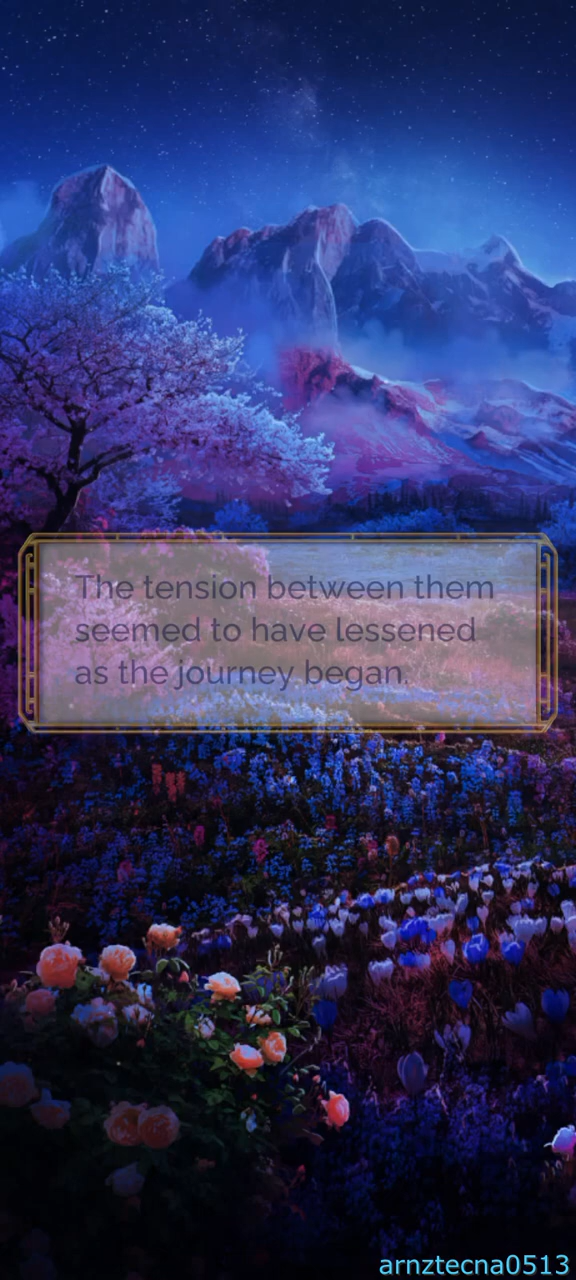 The tension between them
seemed to have lessened
as the journey began.
arnztecna0513